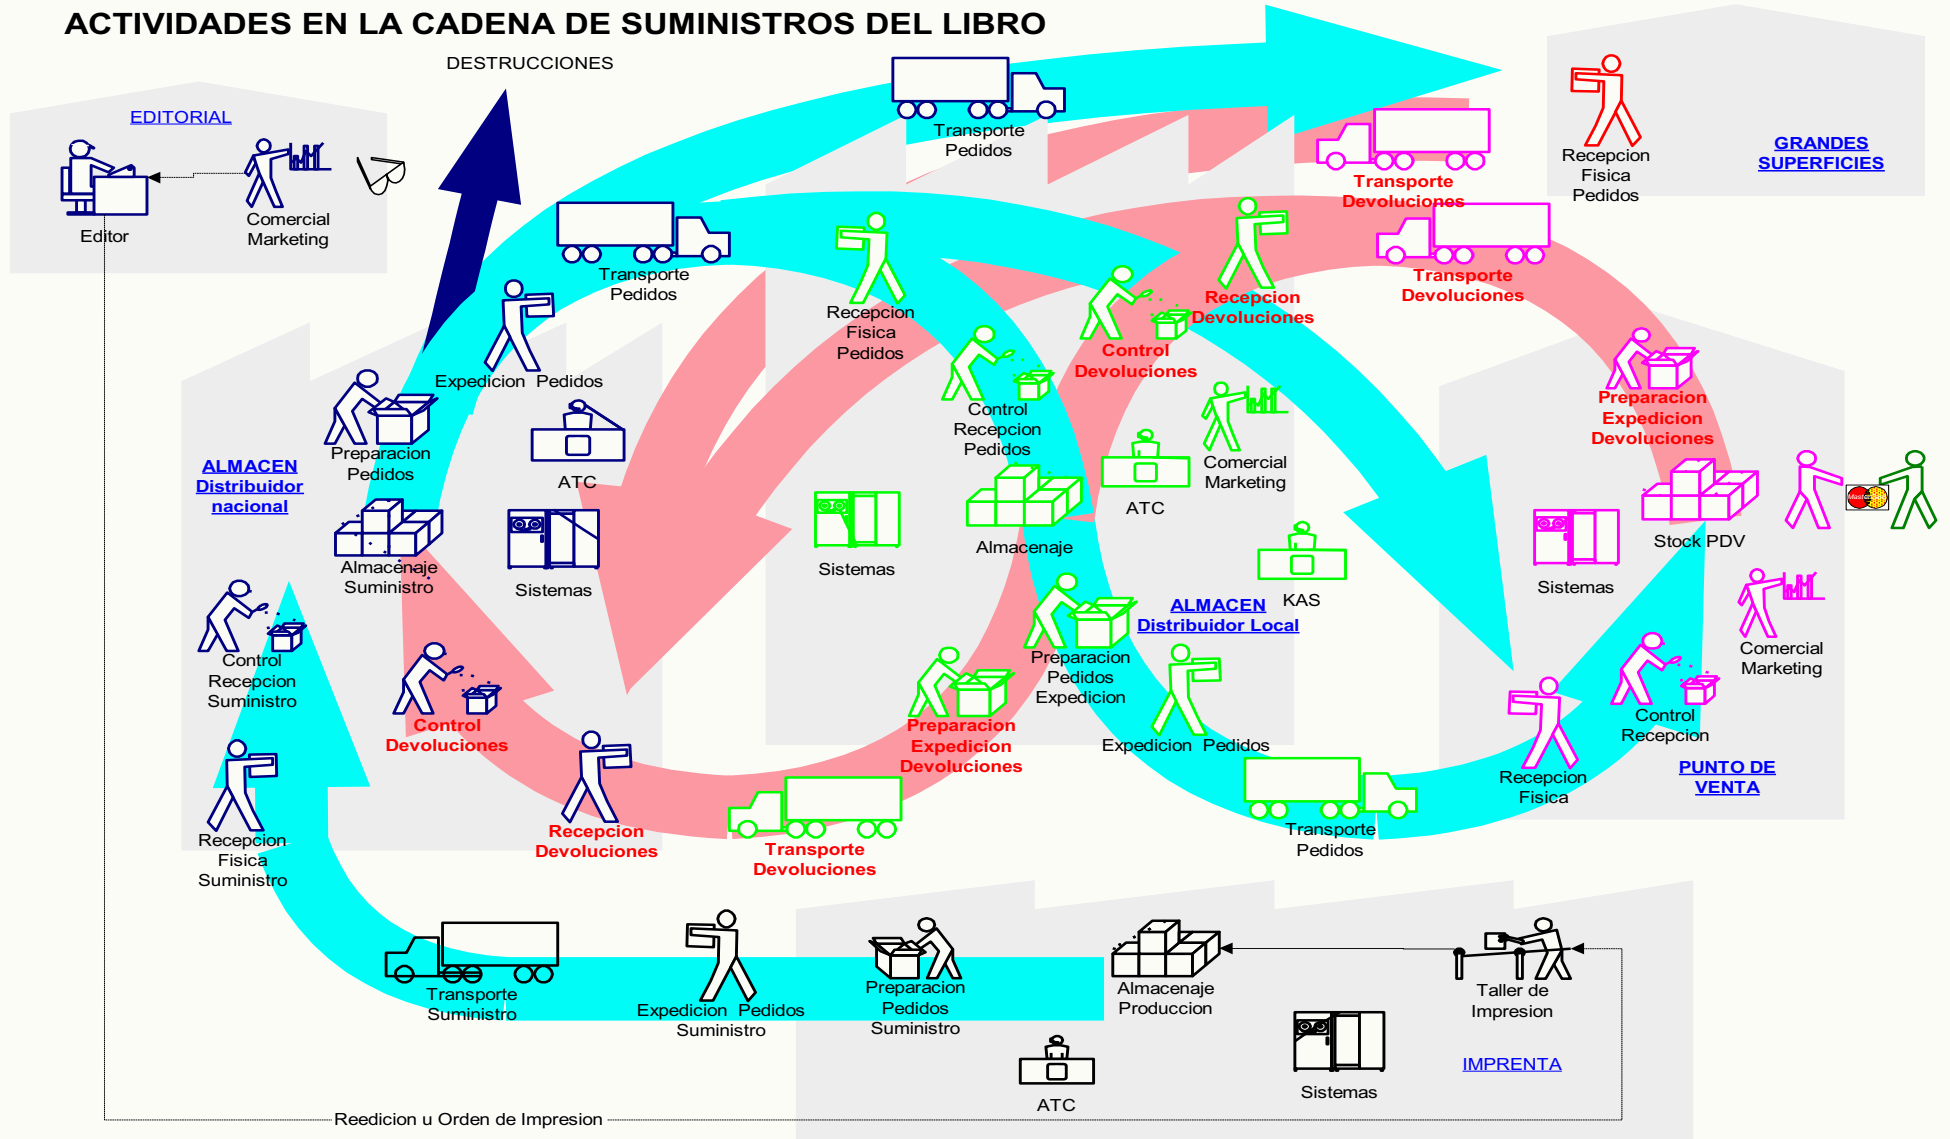 ACTIVIDADES EN LA CADENA DE SUMINISTROS DEL LIBRO
DESTRUCCIONES
EDITORIAL
Editor
Comercial
Marketing
Transporte
Pedidos
Transporte
Devoluciones
Recepcion
Fisica
Pedidos
GRANDES
SUPERFICIES
Transporte
Pedidos
Recepcion
Fisica
Pedidos
Recepcion
Devoluciones
Transporte
Devoluciones
Expedicion Pedidos
Control
Devoluciones
Preparacion
Pedidos
ATC
Control
Recepcion
Pedidos
Comercial
Marketing
Preparacion
Expedicion
Devoluciones
ALMACEN
Distribuidor
nacional
ATC
Almacenaje
Suministro
Sistemas
Sistemas
Almacenaje
KAS
Sistemas
Stock PDV
MasterCard
Control
Recepcion
Suministro
ALMACEN
Distribuidor Local
Preparacion
Pedidos
Expedicion
Comercial
Marketing
Control
Devoluciones
Preparacion
Expedicion
Devoluciones
Expedicion Pedidos
Control
Recepcion
Recepcion
Fisica
PUNTO DE
VENTA
Recepcion
Fisica
Suministro
Recepcion
Devoluciones
Transporte
Devoluciones
Transporte
Pedidos
Transporte
Suministro
Expedicion Pedidos
Suministro
Preparacion
Pedidos
Suministro
Almacenaje
Produccion
Taller de
Impresion
IMPRENTA
ATC
Sistemas
Reedicion u Orden de Impresion